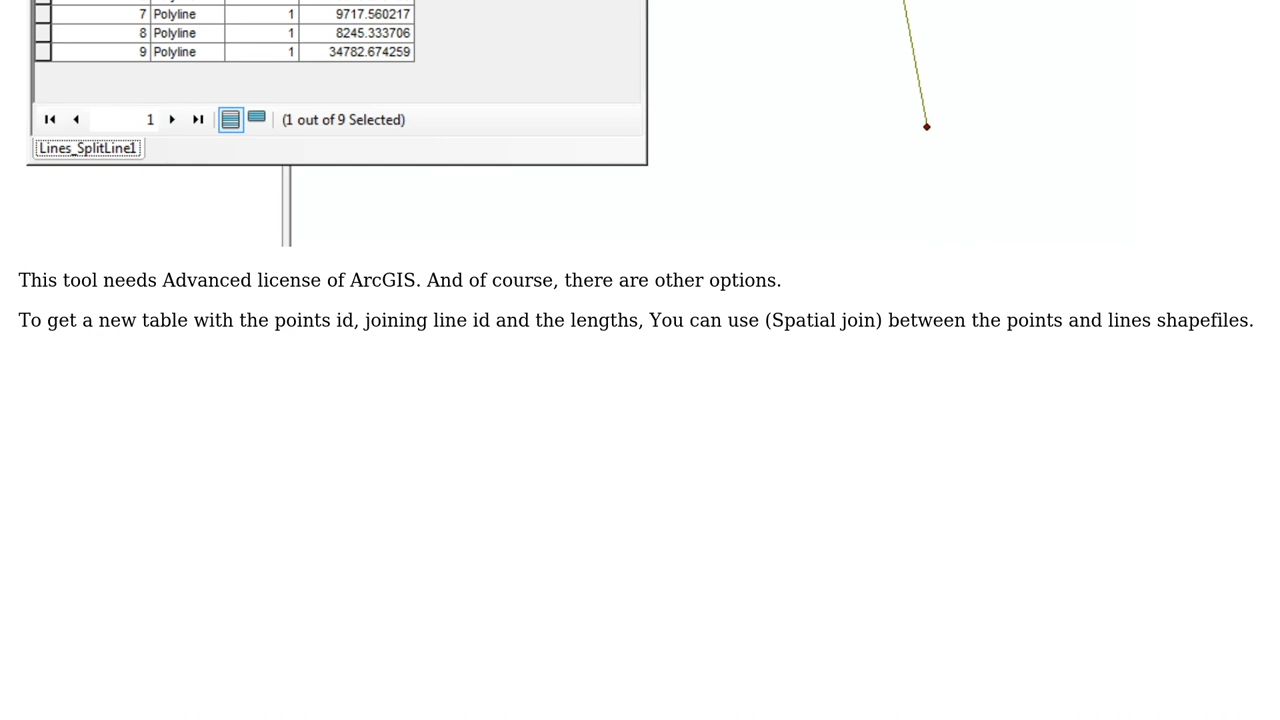 7 Polyline 1 9717.560217
8 Polyline 1 8245.333706
9 Polyline 1 34782.674259
1 (1 out of 9 Selected)
Lines_SplitLine1
This tool needs Advanced license of ArcGIS. And of course, there are other options.
To get a new table with the points id, joining line id and the lengths, You can use (Spatial join) between the points and lines shapefiles.